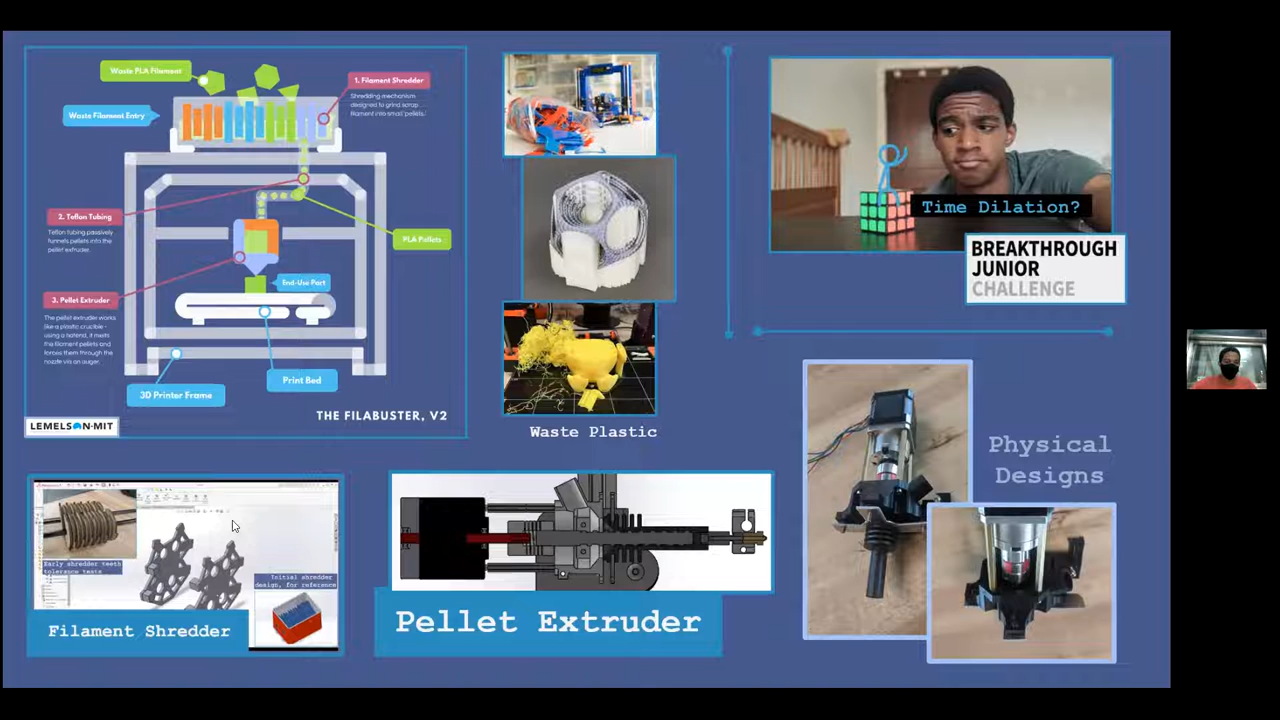 Waste PLA Filament
1. Filament Shredder
Shredding mechanism
designed to grind scrap
filament into small pellets.
Waste Filament Entry
2. Teflon Tubing
Teflon tubing passively
funnels pellets into the
pellet extruder.
PLA Pellets
End-Use Part
3. Pellet Extruder
The pellet extruder works
like a plastic crucible -
using a hotend, it melts
the filament pellets and
forces them through the
nozzle via an auger.
Print Bed
3D Printer Frame
THE FILABUSTER, V2
LEMELSON-MIT
Waste Plastic
Time Dilation?
BREAKTHROUGH
JUNIOR
CHALLENGE
Physical
Designs
Early shredder teeth
tolerance tests
Initial shredder
design, for reference
Filament Shredder
Pellet Extruder